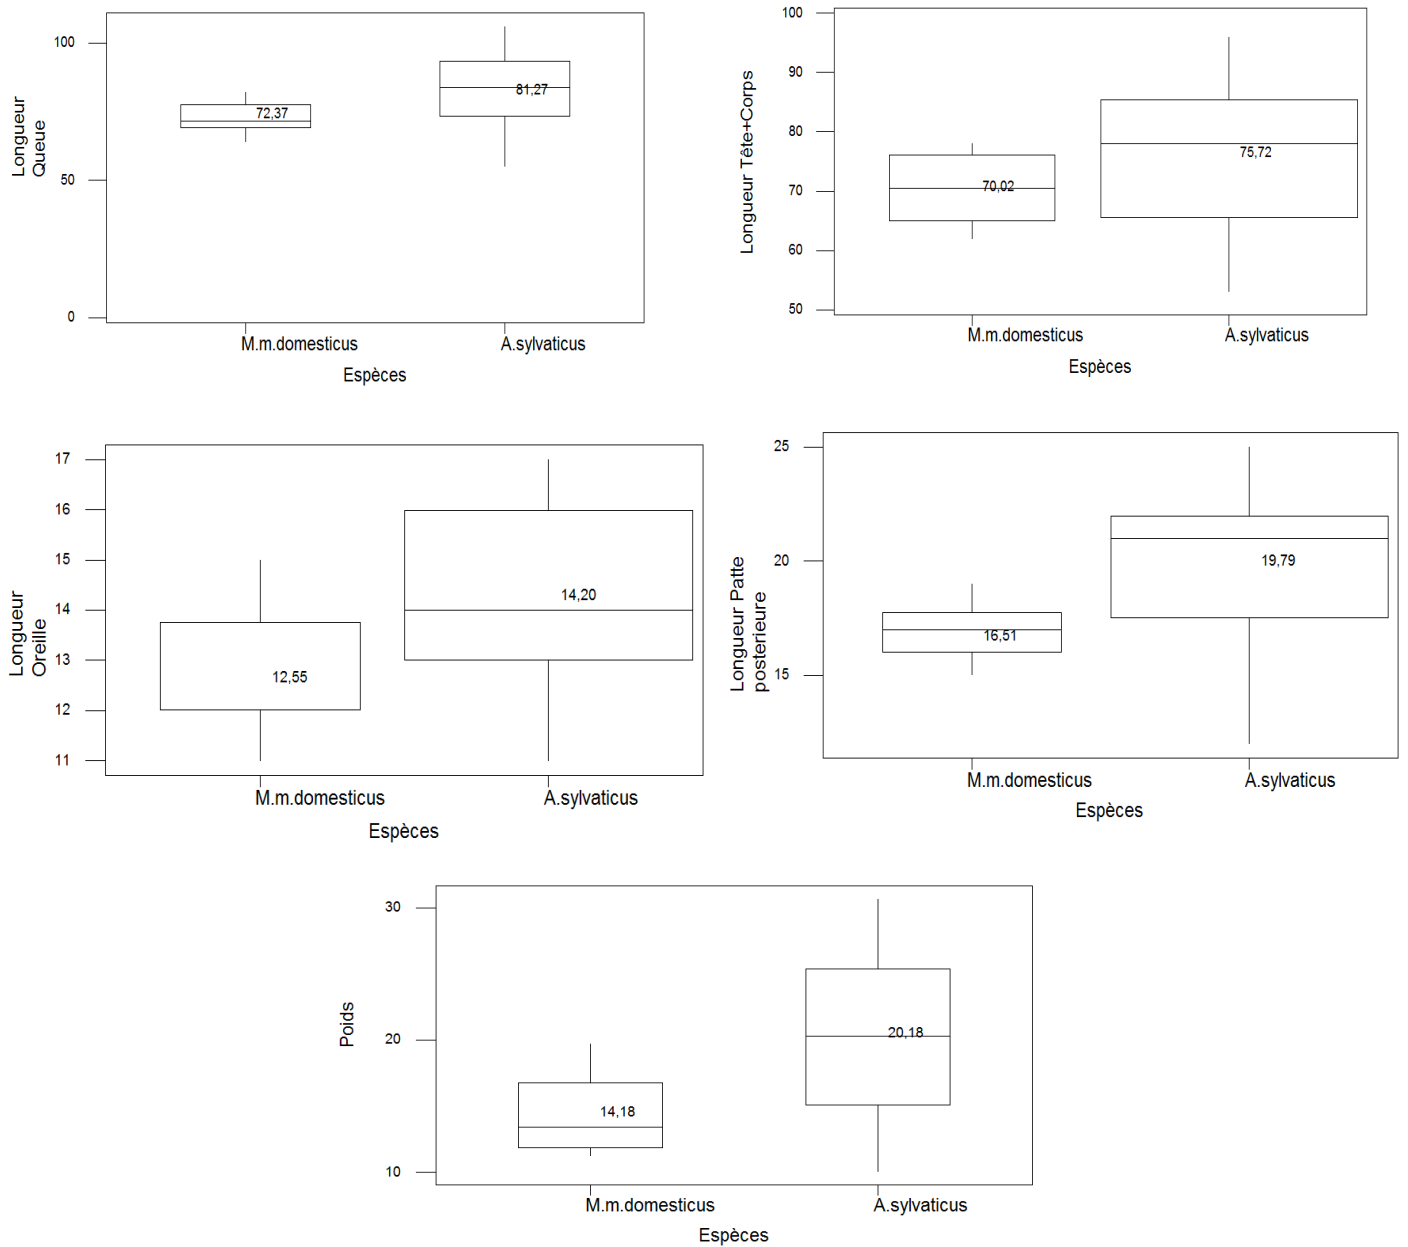 Longueur
Queue
100
50
0
72,37
81,27
M.m.domesticus
A.sylvaticus
Espèces
Longueur Tête+Corps
100
90
80
70
60
50
70,02
75,72
M.m.domesticus
A.sylvaticus
Espèces
Longueur
Oreille
17
16
15
14
13
12
11
12,55
14,20
M.m.domesticus
A.sylvaticus
Espèces
Longueur Patte
posterieure
25
20
15
16,51
19,79
M.m.domesticus
A.sylvaticus
Espèces
Poids
30
20
10
14,18
20,18
M.m.domesticus
A.sylvaticus
Espèces